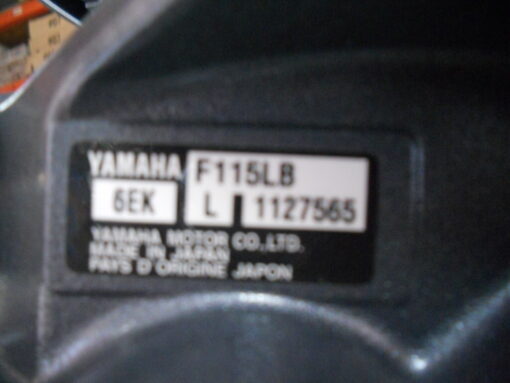 YAMAHA F115LB
6EK L 1127565
YAMAHA MOTOR CO.,LTD.
MADE IN JAPAN
PAYS D'ORIGINE JAPON